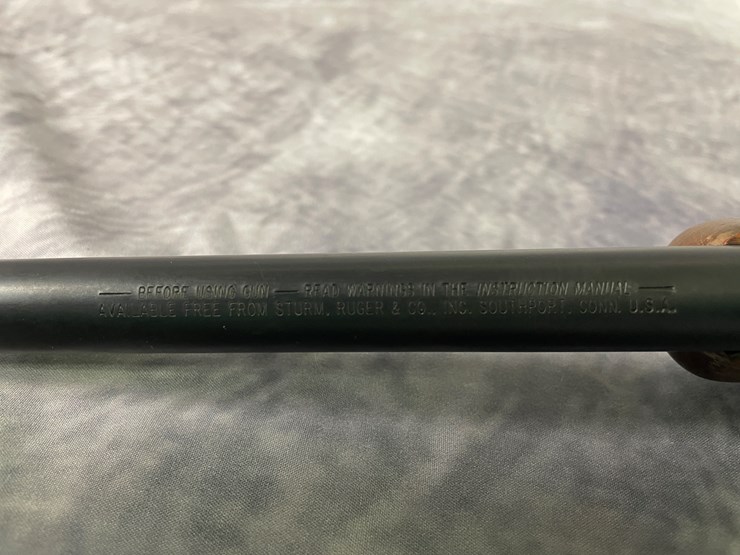 — BEFORE USING GUN — READ WARNINGS IN THE INSTRUCTION MANUAL —
AVAILABLE FREE FROM STURM, RUGER & CO., INC. SOUTHPORT, CONN. U.S.A.